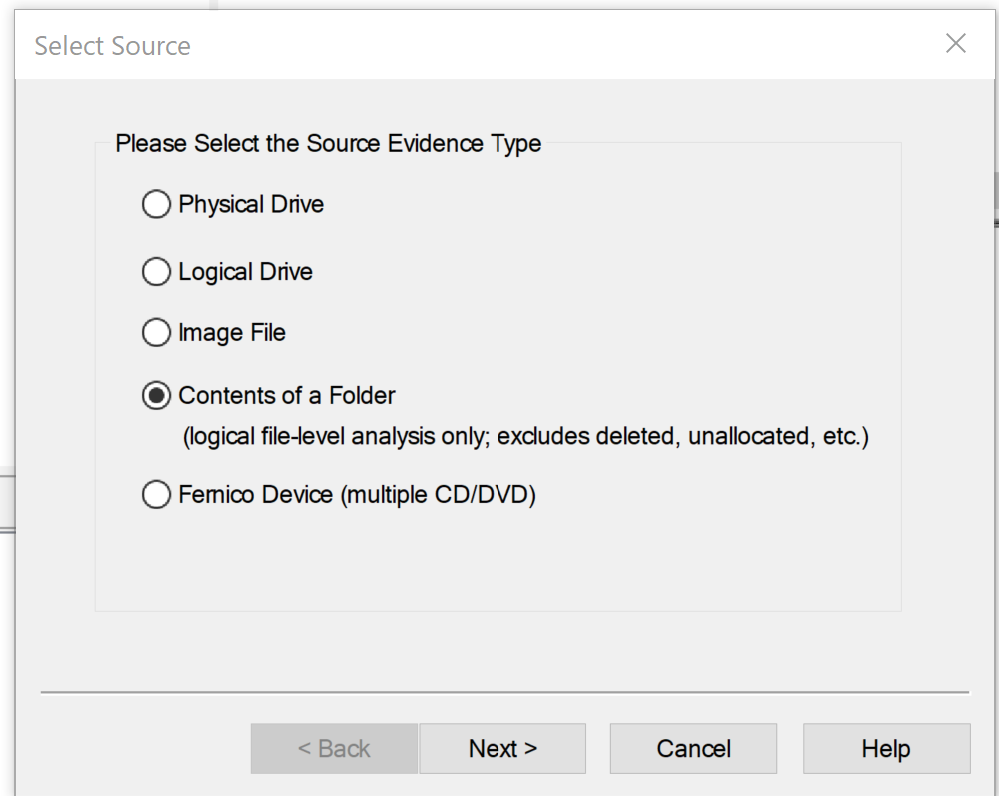 Select Source
Please Select the Source Evidence Type
Physical Drive
Logical Drive
Image File
Contents of a Folder
(logical file-level analysis only; excludes deleted, unallocated, etc.)
Fernico Device (multiple CD/DVD)
< Back
Next >
Cancel
Help